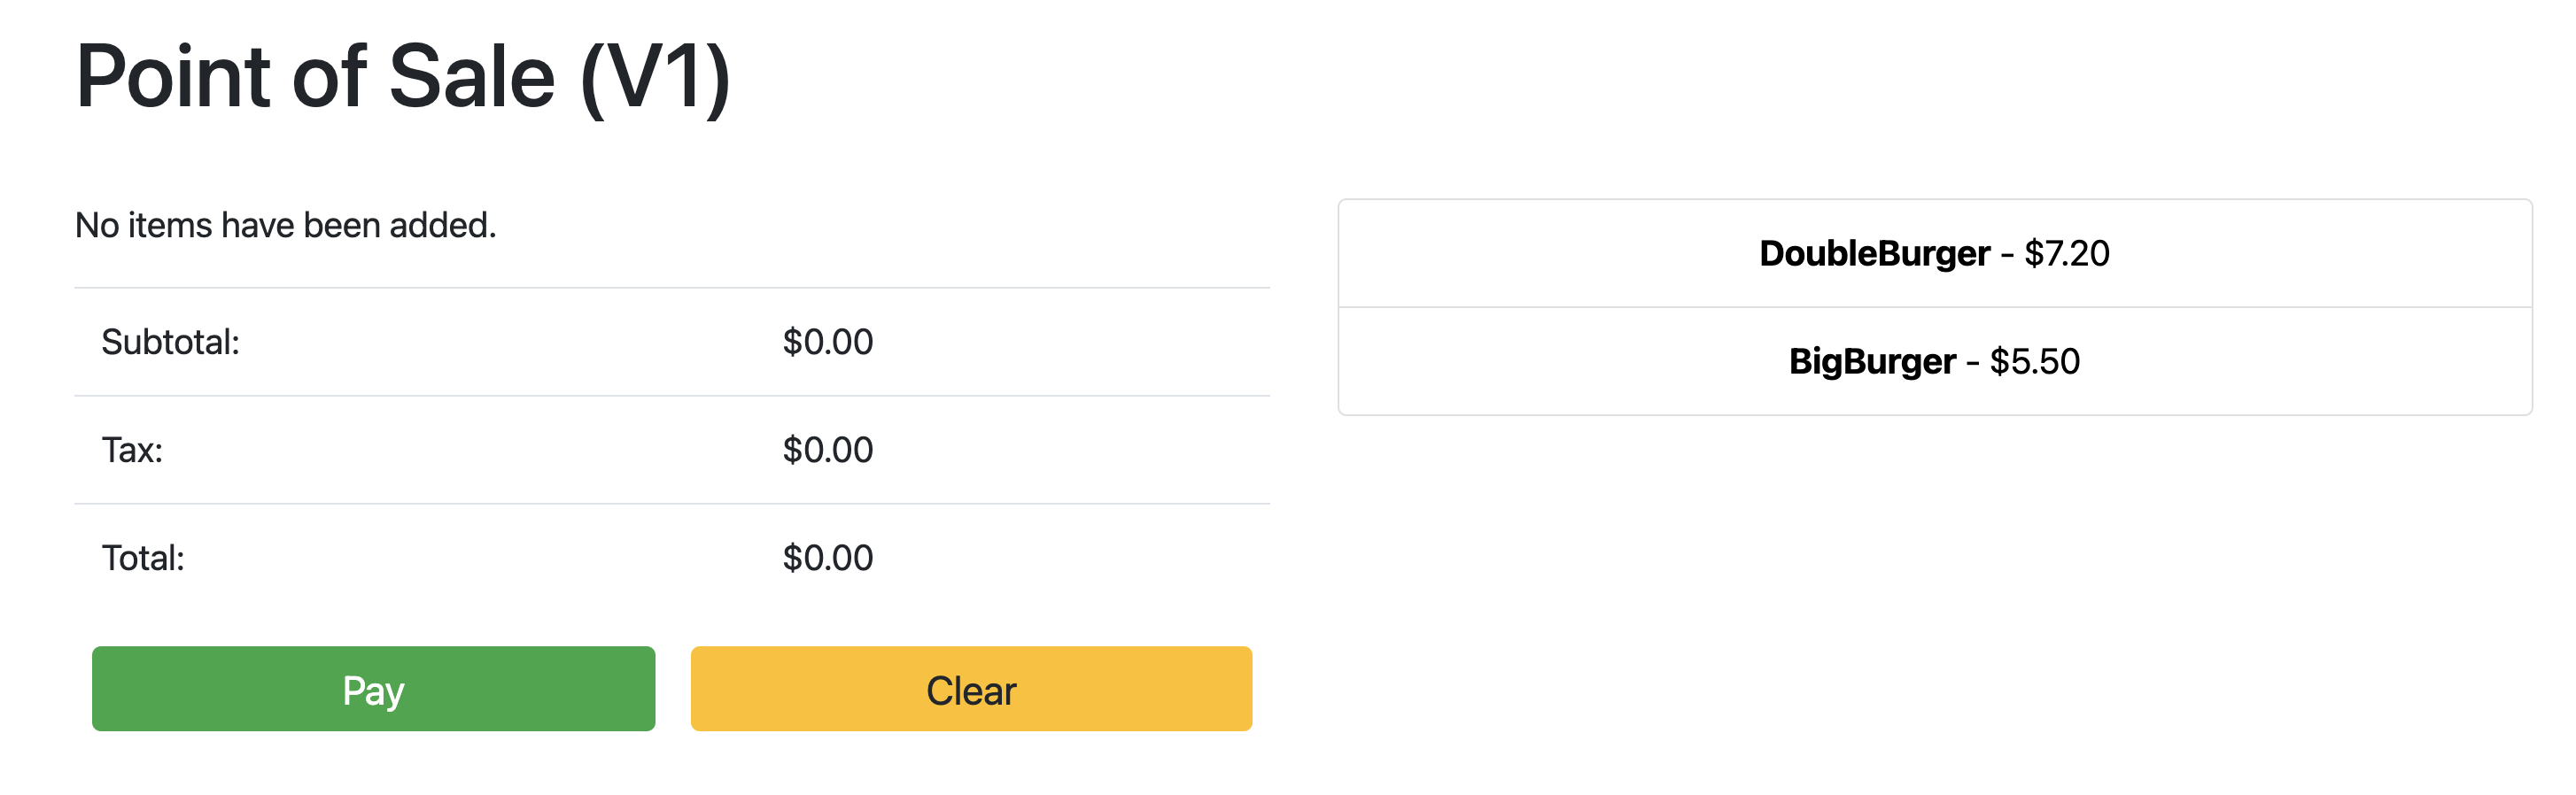 Point of Sale (V1)
No items have been added.
Subtotal: $0.00
Tax: $0.00
Total: $0.00
Pay Clear
DoubleBurger - $7.20
BigBurger - $5.50